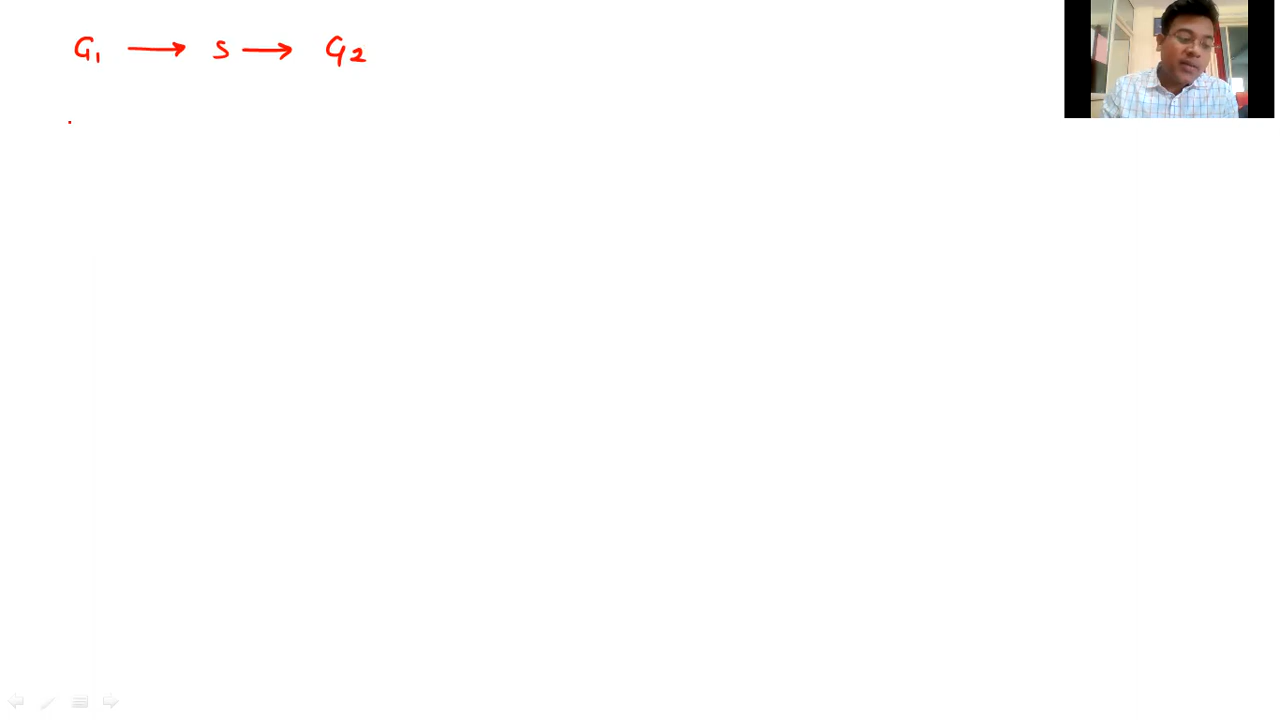 G₁ → S → G₂